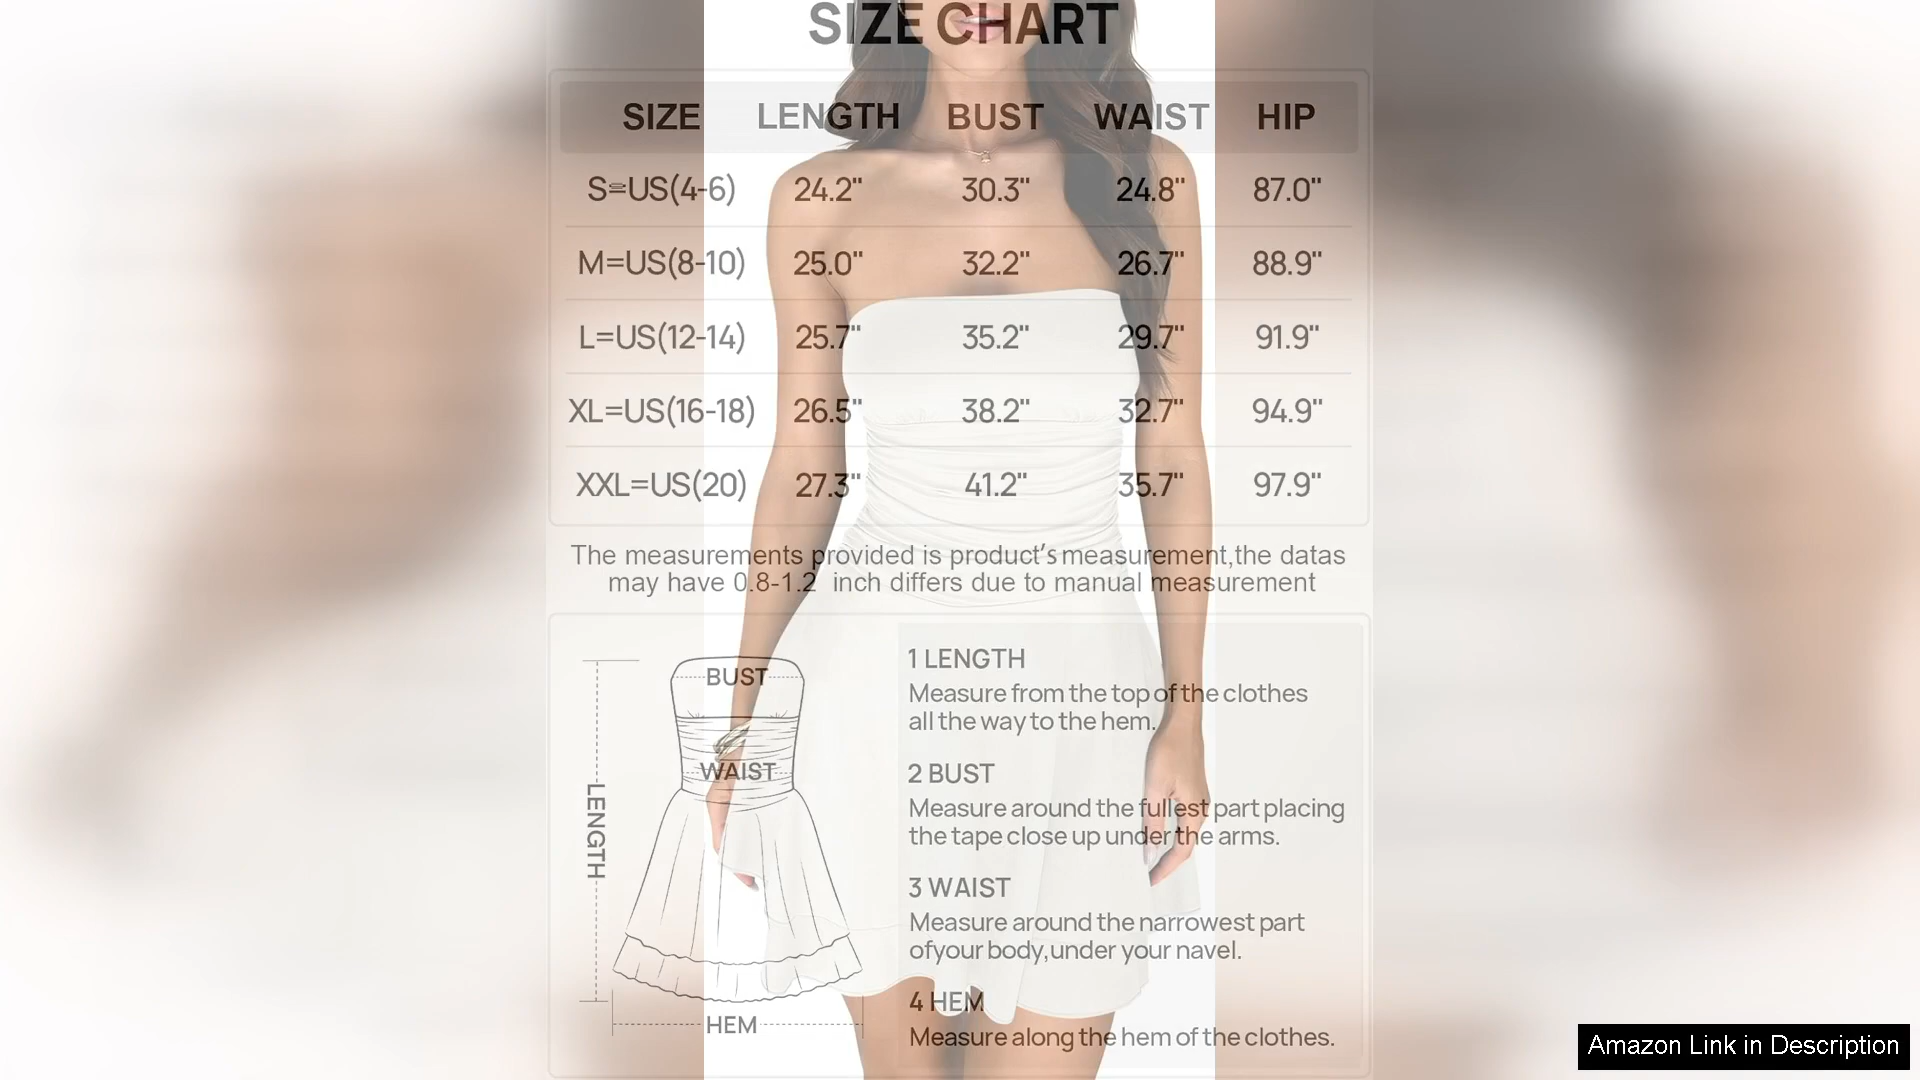 SIZE CHART
SIZE LENGTH BUST WAIST HIP
S=US(4-6) 24.2" 30.3" 24.8" 87.0"
M=US(8-10) 25.0" 32.2" 26.7" 88.9"
L=US(12-14) 25.7" 35.2" 29.7" 91.9"
XL=US(16-18) 26.5" 38.2" 32.7" 94.9"
XXL=US(20) 27.3" 41.2" 35.7" 97.9"
The measurements provided is product's measurement,the datas
may have 0.8-1.2 inch differs due to manual measurement
BUST
WAIST
LENGTH
HEM
1 LENGTH
Measure from the top of the clothes
all the way to the hem.
2 BUST
Measure around the fullest part placing
the tape close up under the arms.
3 WAIST
Measure around the narrowest part
ofyour body,under your navel.
4 HEM
Measure along the hem of the clothes.
Amazon Link in Description